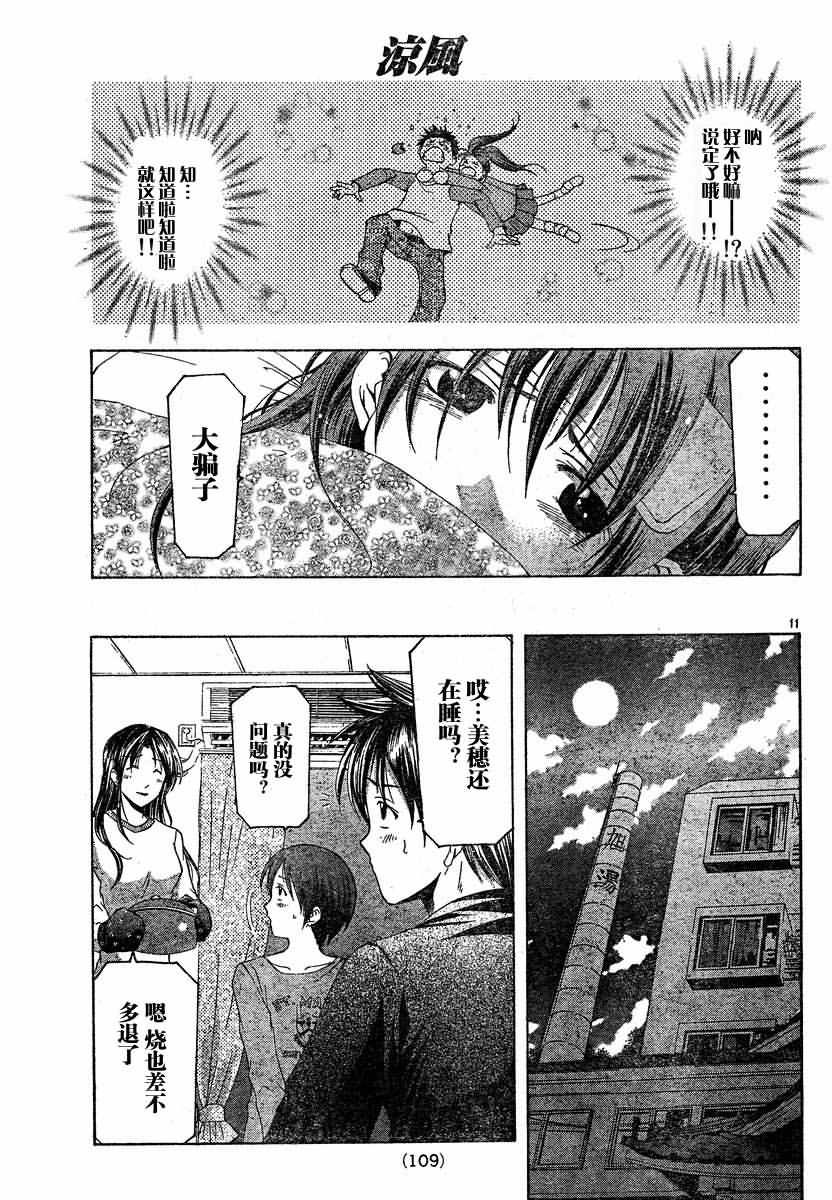 涼風
呐
好不好嘛—!?
说定了哦—!!
知…
知道啦知道啦
就这样吧!!
………
大骗子
11
旭湯
哎…美穗还
在睡吗?
真的没
问题吗?
嗯 烧也差不
多退了
(109)